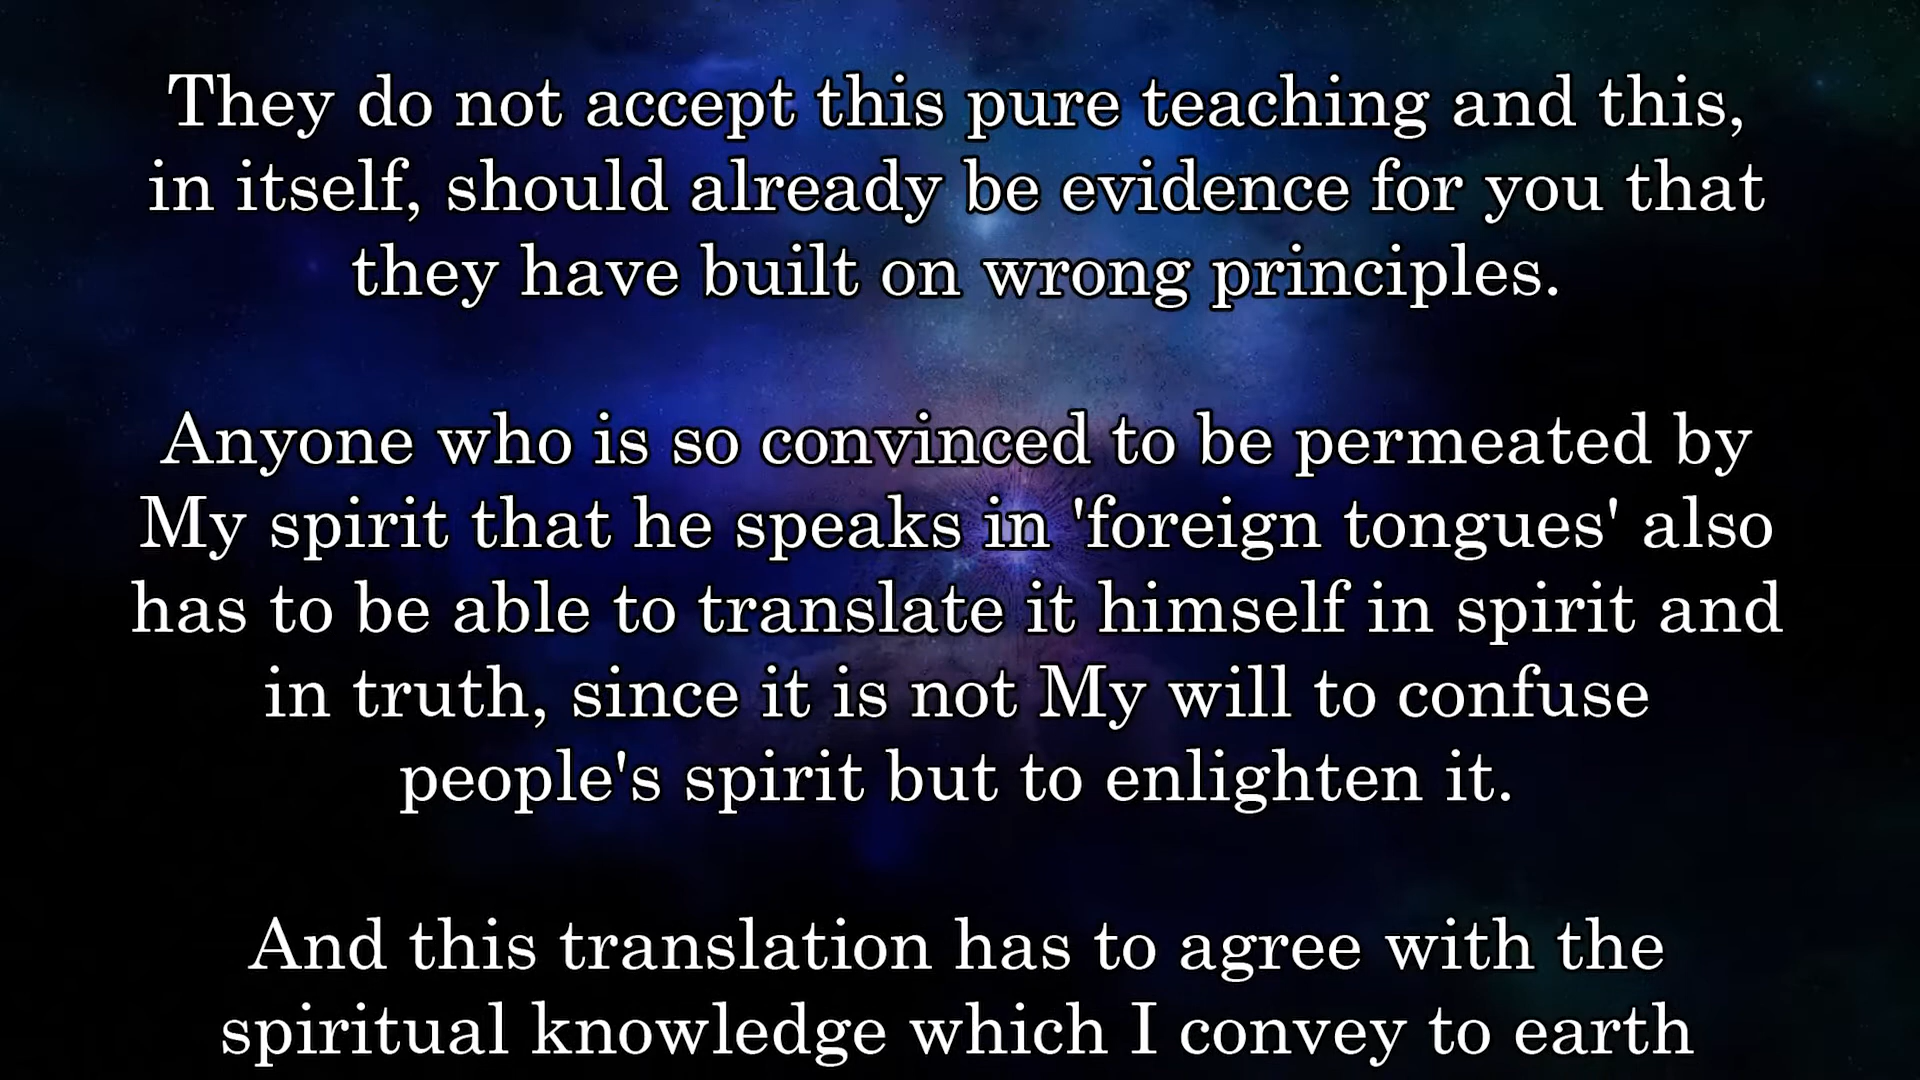 They do not accept this pure teaching and this,
in itself, should already be evidence for you that
they have built on wrong principles.
Anyone who is so convinced to be permeated by
My spirit that he speaks in 'foreign tongues' also
has to be able to translate it himself in spirit and
in truth, since it is not My will to confuse
people's spirit but to enlighten it.
And this translation has to agree with the
spiritual knowledge which I convey to earth